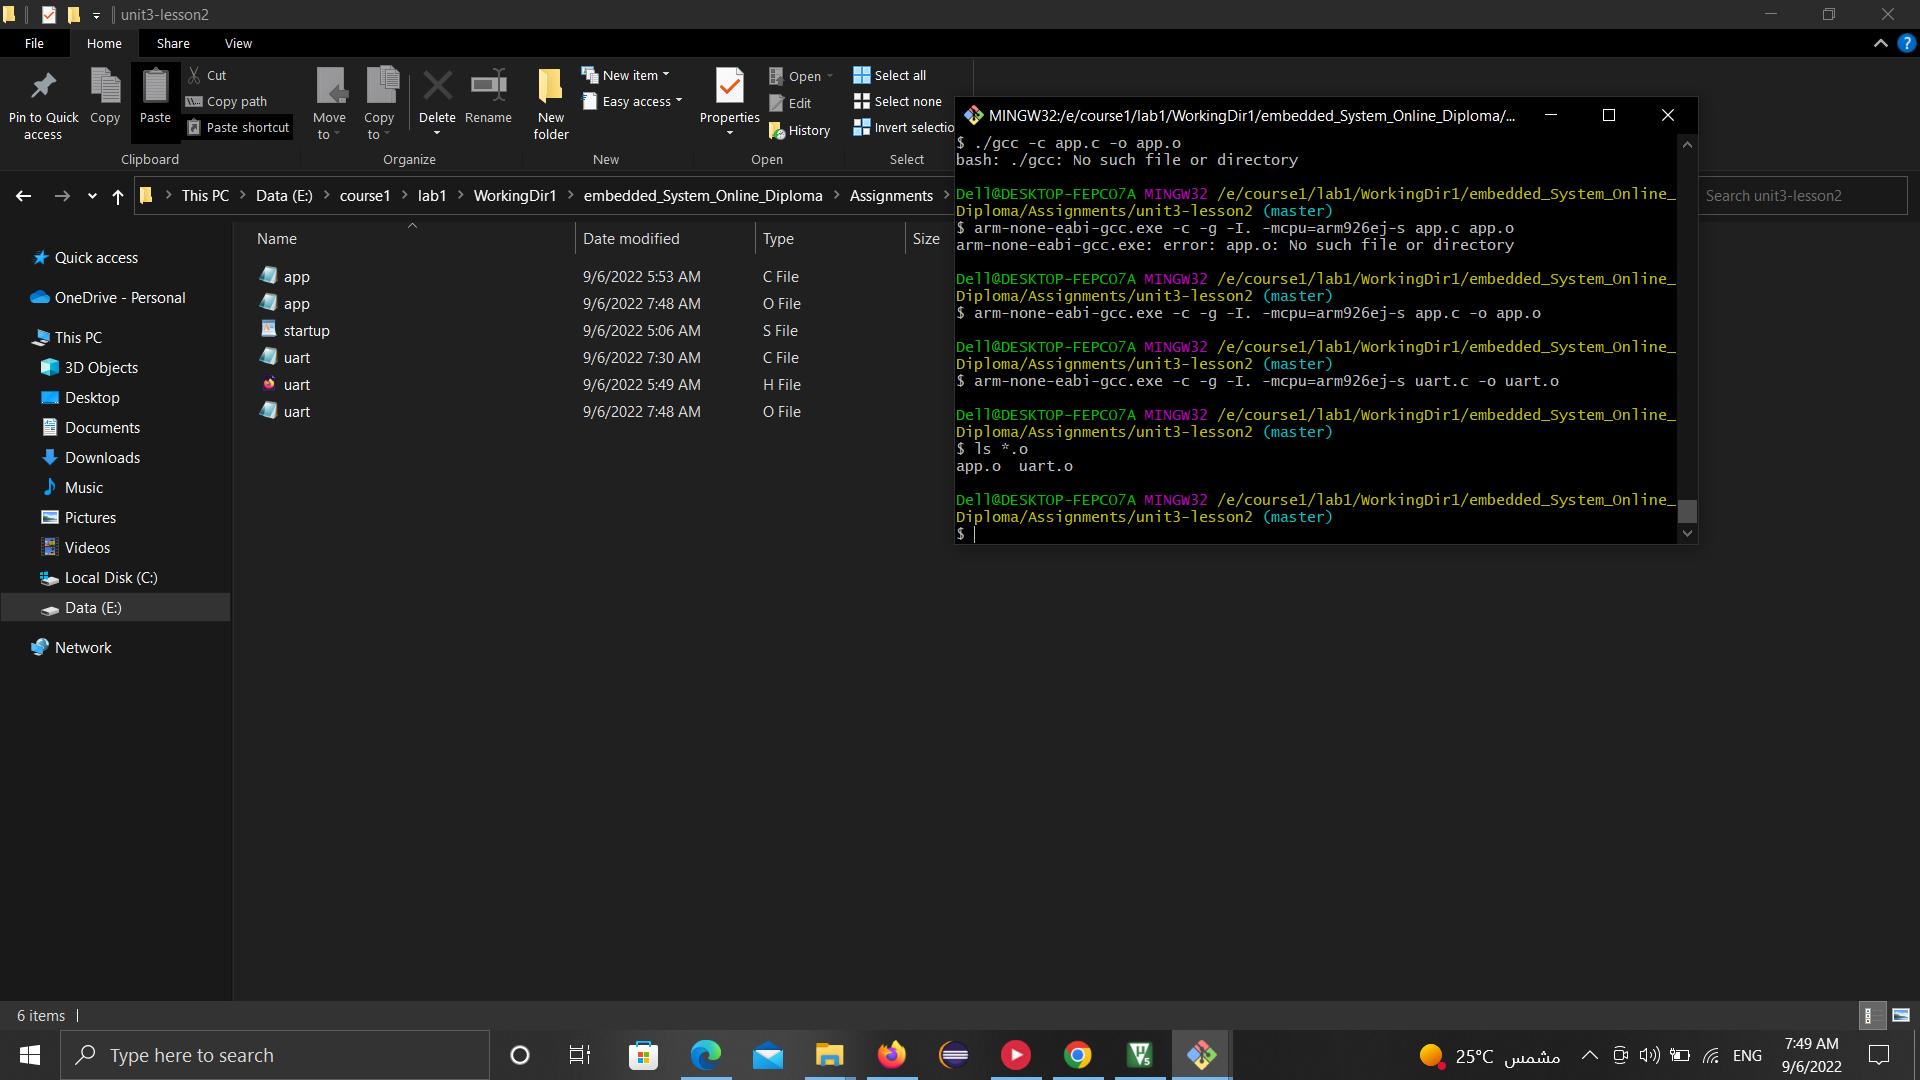 unit3-lesson2
File Home Share View
Pin to Quick access
Copy
Paste
Cut
Copy path
Paste shortcut
Clipboard
Move to
Copy to
Delete
Rename
Organize
New folder
New item
Easy access
New
Properties
Open
Edit
History
Open
Select all
Select none
Invert selectio
Select
This PC Data (E:) course1 lab1 WorkingDir1 embedded_System_Online_Diploma Assignments
Search unit3-lesson2
Quick access
OneDrive - Personal
This PC
3D Objects
Desktop
Documents
Downloads
Music
Pictures
Videos
Local Disk (C:)
Data (E:)
Network
Name Date modified Type Size
app 9/6/2022 5:53 AM C File
app 9/6/2022 7:48 AM O File
startup 9/6/2022 5:06 AM S File
uart 9/6/2022 7:30 AM C File
uart 9/6/2022 5:49 AM H File
uart 9/6/2022 7:48 AM O File
MINGW32:/e/course1/lab1/WorkingDir1/embedded_System_Online_Diploma/...
$ ./gcc -c app.c -o app.o
bash: ./gcc: No such file or directory
Dell@DESKTOP-FEPCO7A MINGW32 /e/course1/lab1/WorkingDir1/embedded_System_Online_
Diploma/Assignments/unit3-lesson2 (master)
$ arm-none-eabi-gcc.exe -c -g -I. -mcpu=arm926ej-s app.c app.o
arm-none-eabi-gcc.exe: error: app.o: No such file or directory
Dell@DESKTOP-FEPCO7A MINGW32 /e/course1/lab1/WorkingDir1/embedded_System_Online_
Diploma/Assignments/unit3-lesson2 (master)
$ arm-none-eabi-gcc.exe -c -g -I. -mcpu=arm926ej-s app.c -o app.o
Dell@DESKTOP-FEPCO7A MINGW32 /e/course1/lab1/WorkingDir1/embedded_System_Online_
Diploma/Assignments/unit3-lesson2 (master)
$ arm-none-eabi-gcc.exe -c -g -I. -mcpu=arm926ej-s uart.c -o uart.o
Dell@DESKTOP-FEPCO7A MINGW32 /e/course1/lab1/WorkingDir1/embedded_System_Online_
Diploma/Assignments/unit3-lesson2 (master)
$ ls *.o
app.o uart.o
Dell@DESKTOP-FEPCO7A MINGW32 /e/course1/lab1/WorkingDir1/embedded_System_Online_
Diploma/Assignments/unit3-lesson2 (master)
$
6 items
Type here to search
25°C مشمس
ENG
7:49 AM
9/6/2022